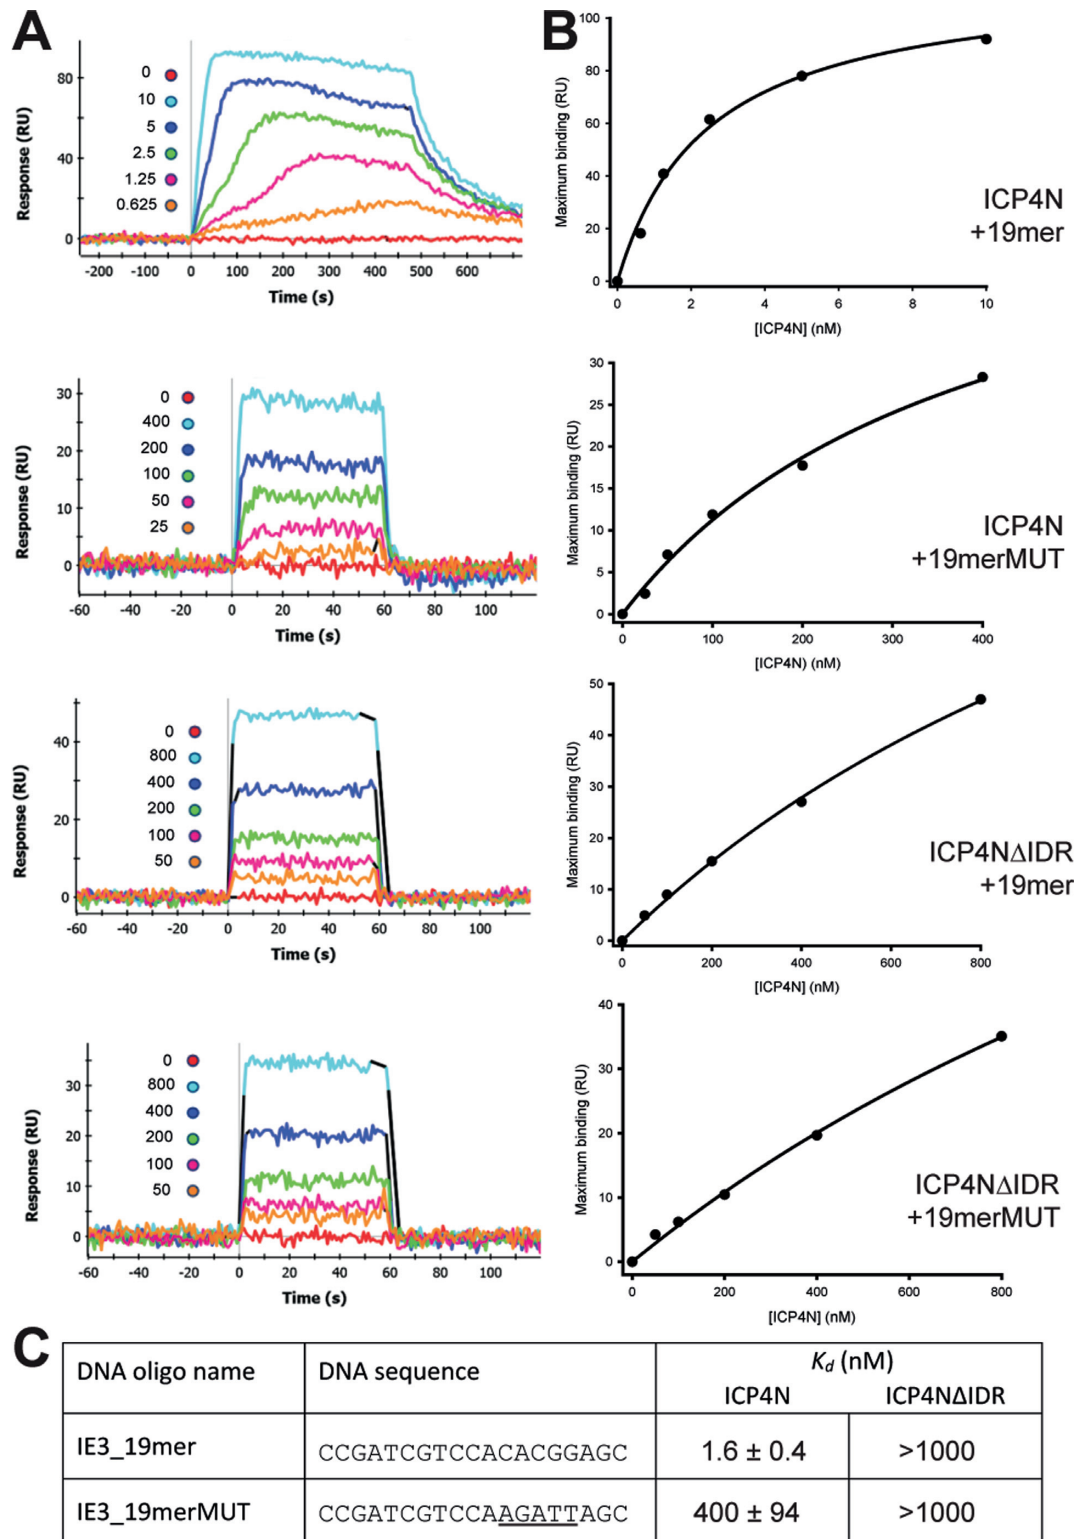 A
Response (RU)
80
40
0
0
10
5
2.5
1.25
0.625
-200 -100 0 100 200 300 400 500 600
Time (s)
B
Maximum binding (RU)
100
80
60
40
20
0
0 2 4 6 8 10
[ICP4N] (nM)
ICP4N
+19mer
Response (RU)
30
20
10
0
0
400
200
100
50
25
-60 -40 -20 0 20 40 60 80 100
Time (s)
Maximum binding (RU)
30
25
20
15
10
5
0
0 100 200 300 400
[ICP4N) (nM)
ICP4N
+19merMUT
Response (RU)
40
20
0
0
800
400
200
100
50
-60 -40 -20 0 20 40 60 80 100
Time (s)
Maximum binding (RU)
50
40
30
20
10
0
0 200 400 600 800
[ICP4N] (nM)
ICP4NΔIDR
+19mer
Response (RU)
30
20
10
0
0
800
400
200
100
50
-60 -40 -20 0 20 40 60 80 100
Time (s)
Maximum binding (RU)
40
30
20
10
0
0 200 400 600 800
[ICP4N] (nM)
ICP4NΔIDR
+19merMUT
C
DNA oligo name DNA sequence Kd (nM)
ICP4N ICP4NΔIDR
IE3_19mer CCGATCGTCCACACGGAGC 1.6 ± 0.4 >1000
IE3_19merMUT CCGATCGTCCAAGATTAGC 400 ± 94 >1000